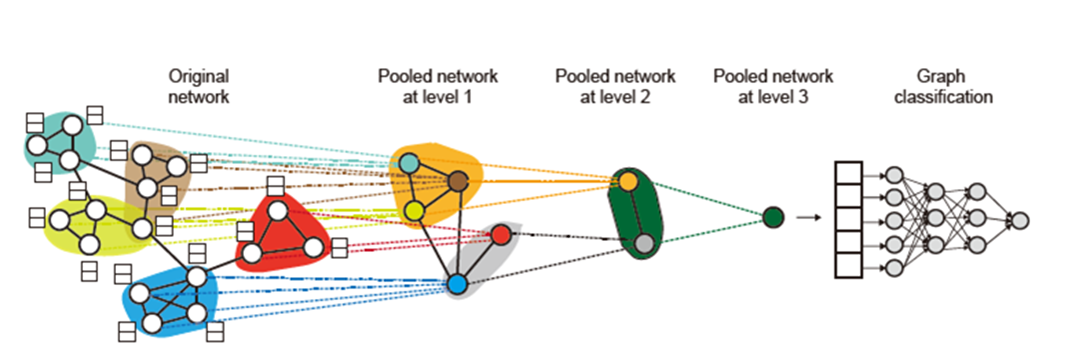 Original
network
Pooled network
at level 1
Pooled network
at level 2
Pooled network
at level 3
Graph
classification